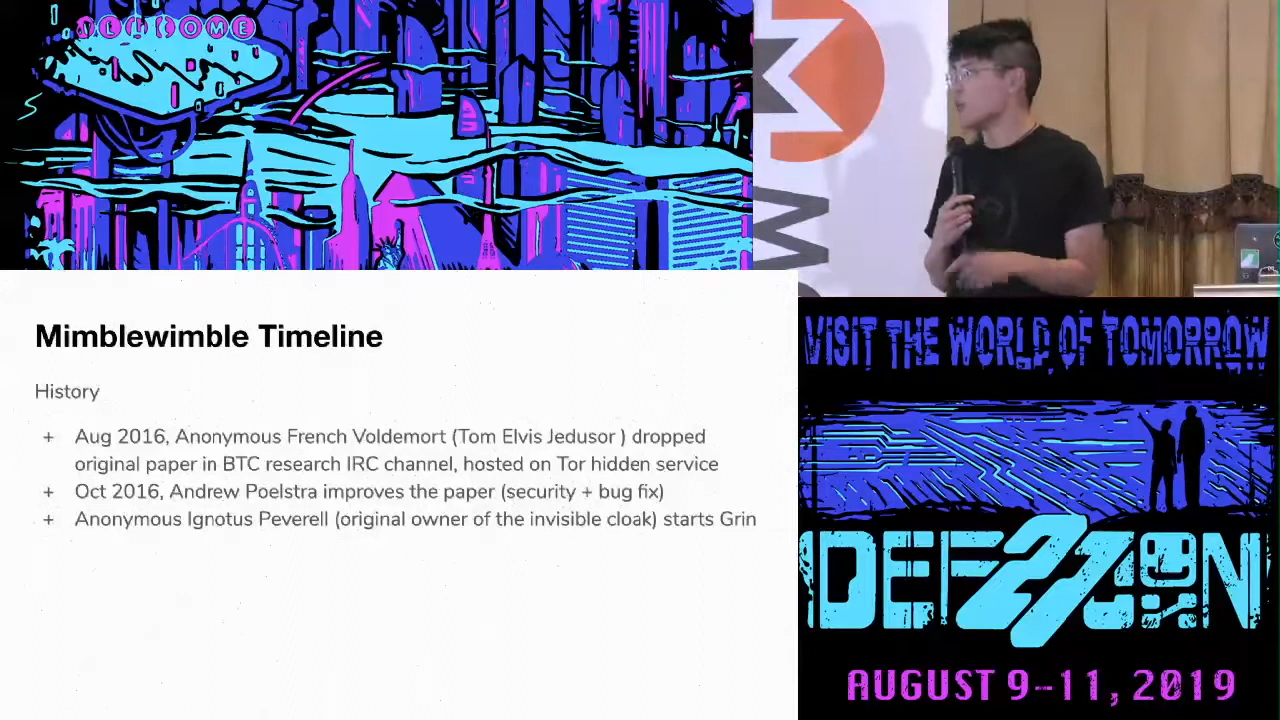 WELCOME
Mimblewimble Timeline
History
+ Aug 2016, Anonymous French Voldemort (Tom Elvis Jedusor ) dropped
original paper in BTC research IRC channel, hosted on Tor hidden service
+ Oct 2016, Andrew Poelstra improves the paper (security + bug fix)
+ Anonymous Ignotus Peverell (original owner of the invisible cloak) starts Grin
VISIT THE WORLD OF TOMORROW
DEF27CON
AUGUST 9-11, 2019